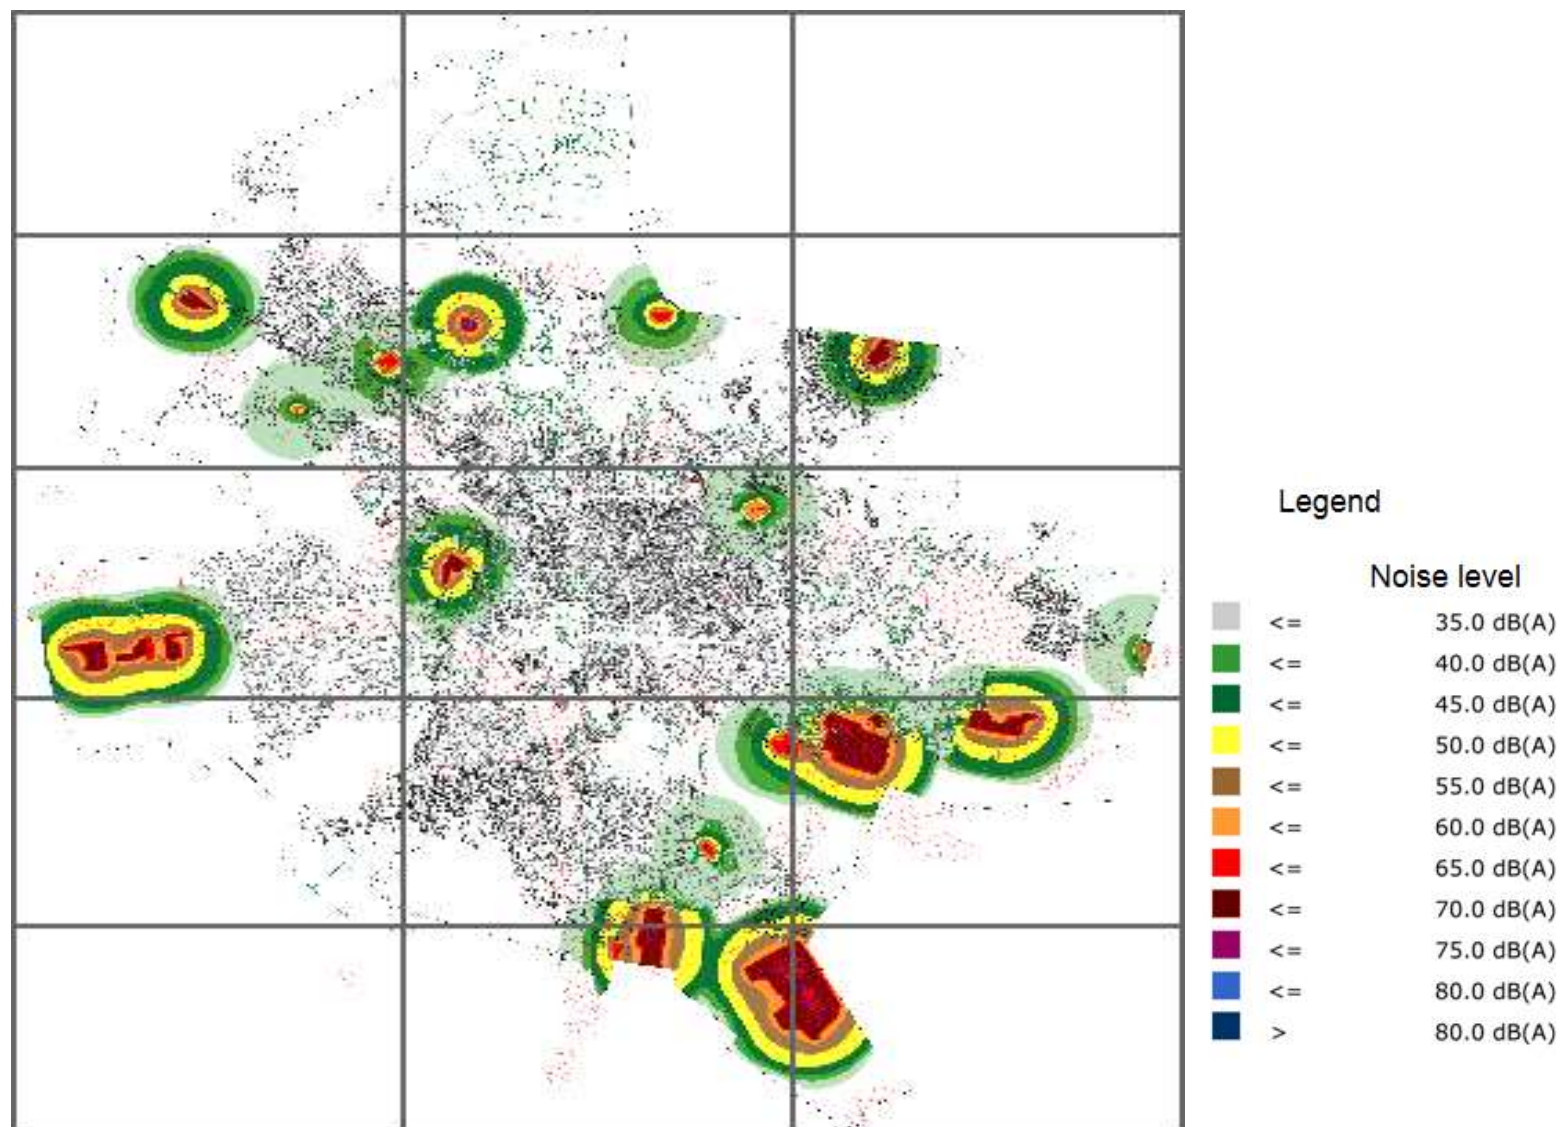 Legend
Noise level
<= 35.0 dB(A)
<= 40.0 dB(A)
<= 45.0 dB(A)
<= 50.0 dB(A)
<= 55.0 dB(A)
<= 60.0 dB(A)
<= 65.0 dB(A)
<= 70.0 dB(A)
<= 75.0 dB(A)
<= 80.0 dB(A)
> 80.0 dB(A)